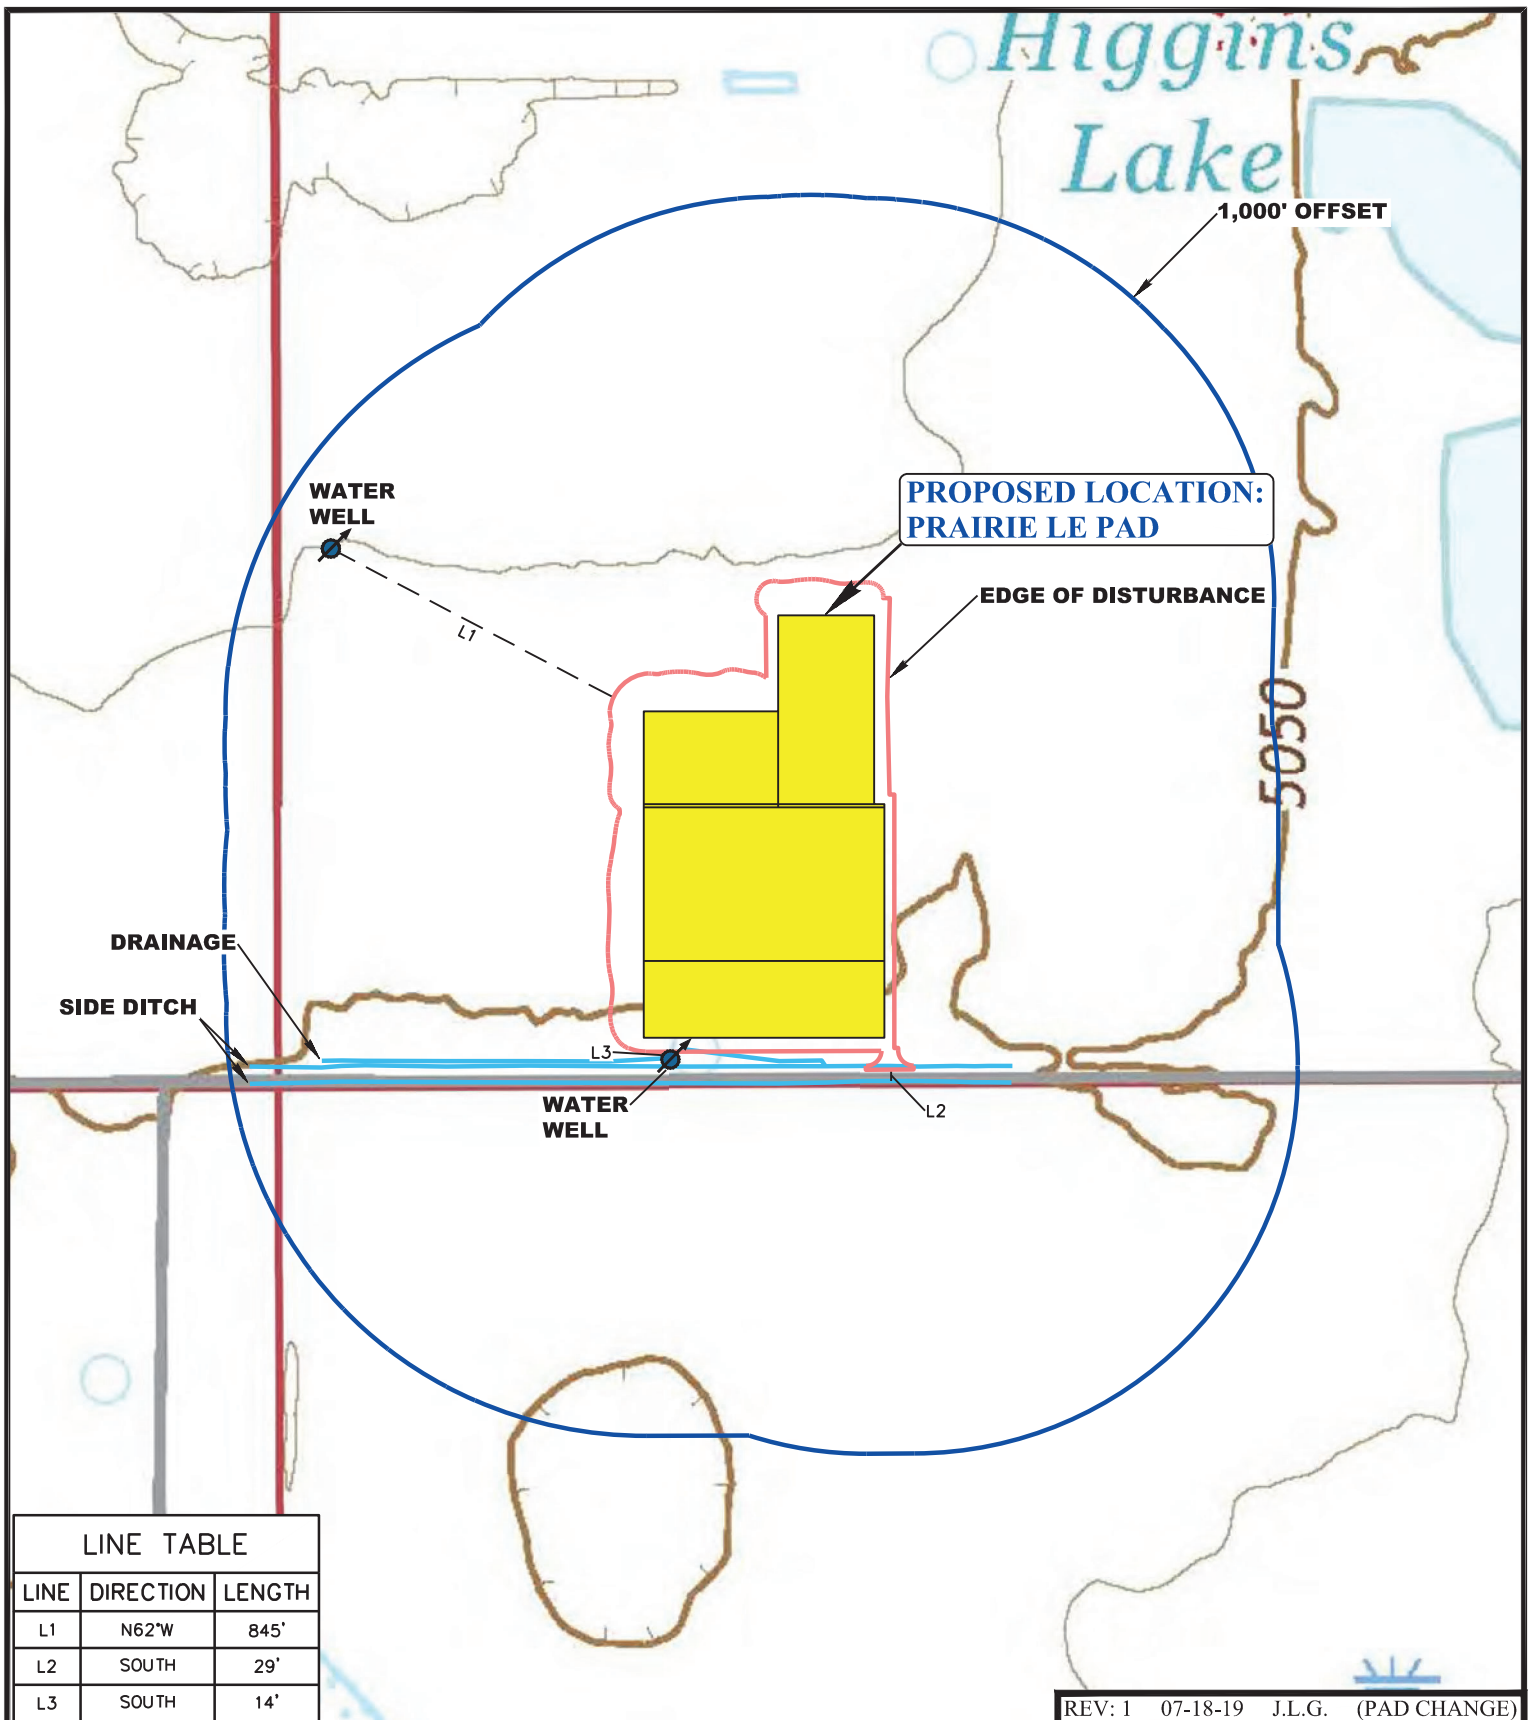 Higgins
Lake
1,000' OFFSET
WATER
WELL
PROPOSED LOCATION:
PRAIRIE LE PAD
EDGE OF DISTURBANCE
L1
5050
DRAINAGE
SIDE DITCH
L3
WATER
WELL
L2
LINE TABLE
LINE DIRECTION LENGTH
L1 N62°W 845'
L2 SOUTH 29'
L3 SOUTH 14'
REV: 1 07-18-19 J.L.G. (PAD CHANGE)